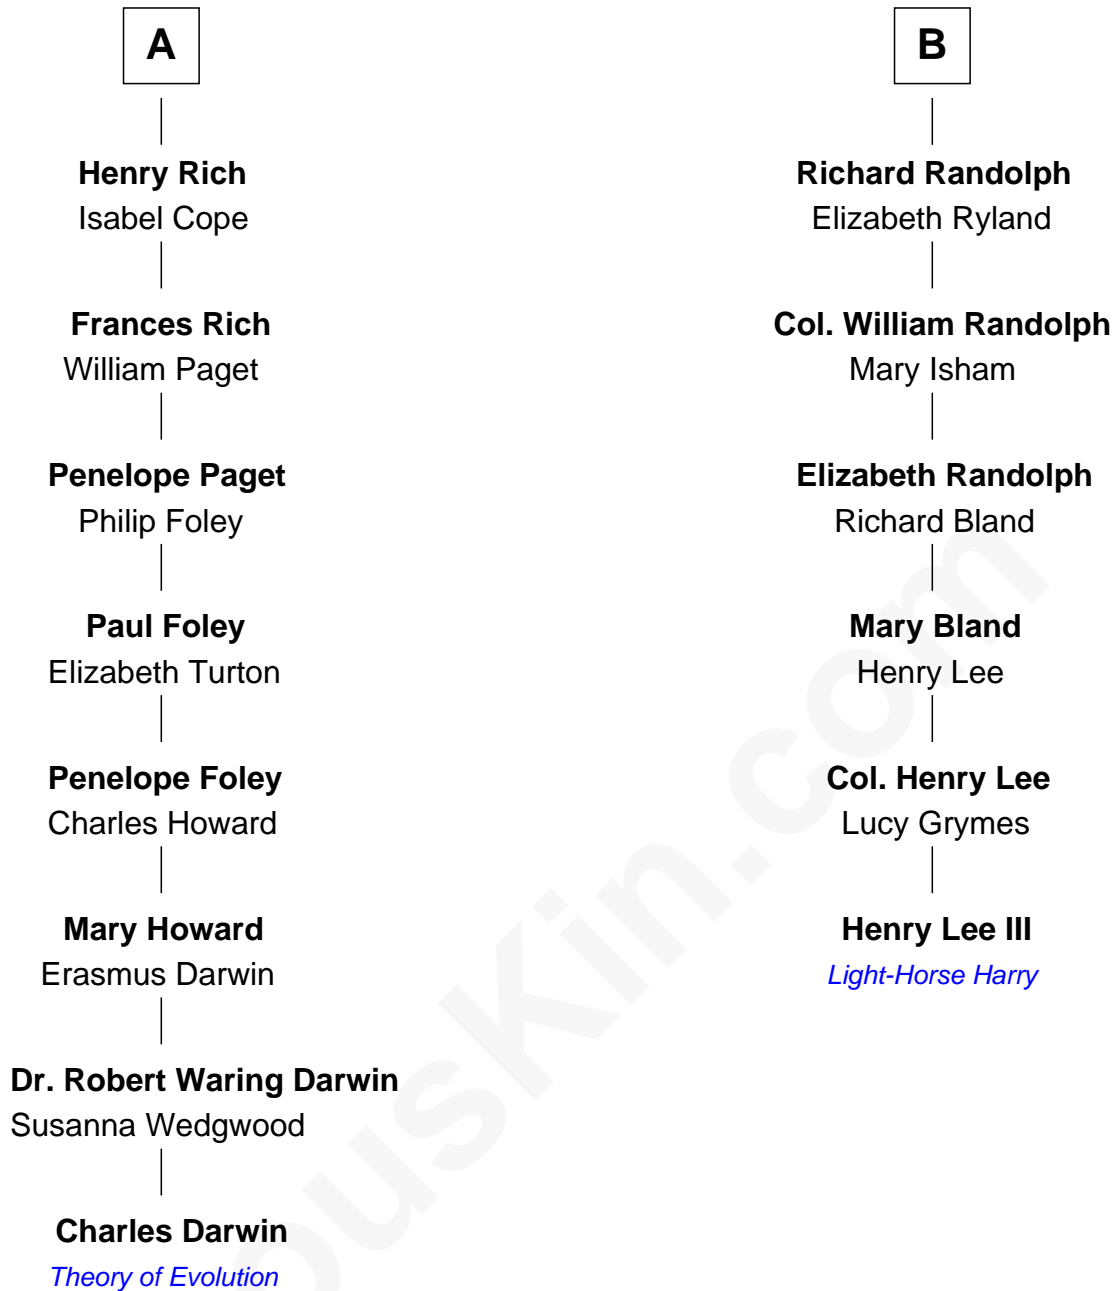 A
Henry Rich
Isabel Cope
Frances Rich
William Paget
Penelope Paget
Philip Foley
Paul Foley
Elizabeth Turton
Penelope Foley
Charles Howard
Mary Howard
Erasmus Darwin
Dr. Robert Waring Darwin
Susanna Wedgwood
Charles Darwin
Theory of Evolution
B
Richard Randolph
Elizabeth Ryland
Col. William Randolph
Mary Isham
Elizabeth Randolph
Richard Bland
Mary Bland
Henry Lee
Col. Henry Lee
Lucy Grymes
Henry Lee III
Light-Horse Harry
ousKin.com